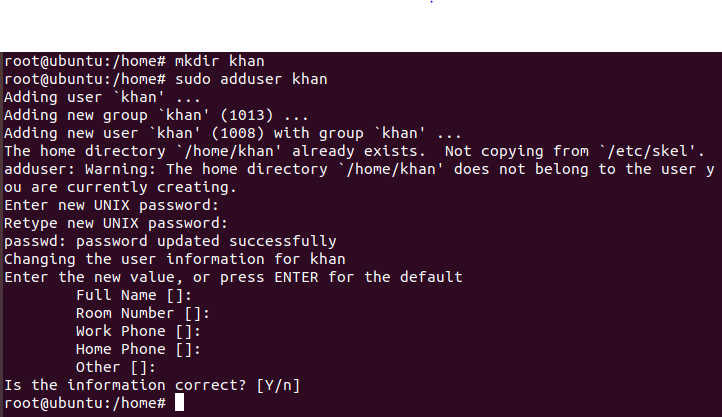 root@ubuntu:/home# mkdir khan
root@ubuntu:/home# sudo adduser khan
Adding user `khan' ...
Adding new group `khan' (1013) ...
Adding new user `khan' (1008) with group `khan' ...
The home directory `/home/khan' already exists.  Not copying from `/etc/skel'.
adduser: Warning: The home directory `/home/khan' does not belong to the user y
ou are currently creating.
Enter new UNIX password:
Retype new UNIX password:
passwd: password updated successfully
Changing the user information for khan
Enter the new value, or press ENTER for the default
        Full Name []:
        Room Number []:
        Work Phone []:
        Home Phone []:
        Other []:
Is the information correct? [Y/n]
root@ubuntu:/home#